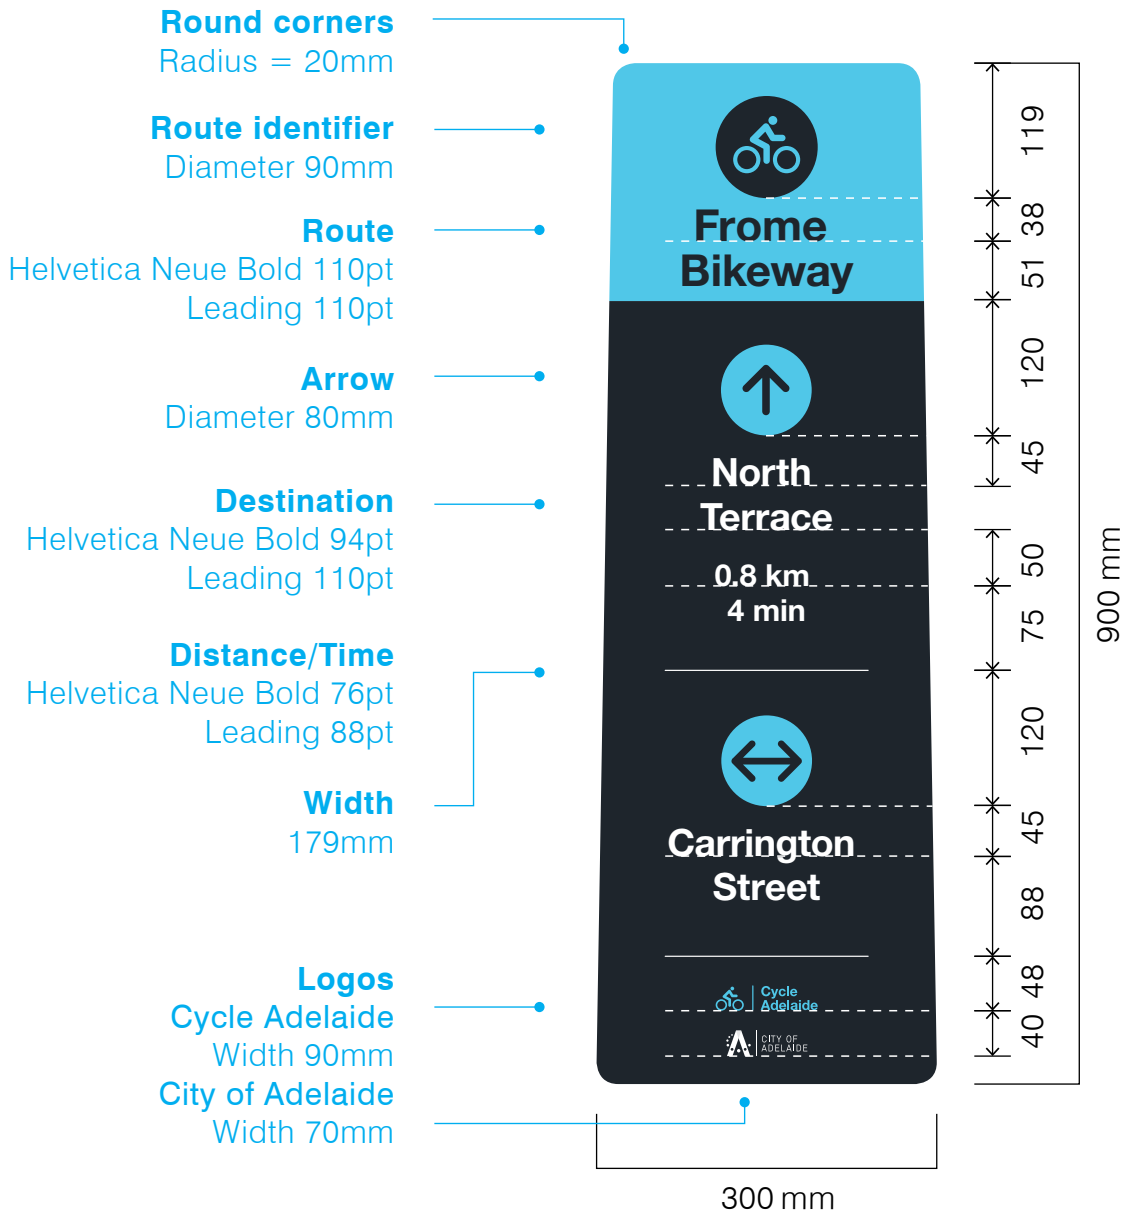 Round corners
Radius = 20mm
Route identifier
Diameter 90mm
Route
Helvetica Neue Bold 110pt
Leading 110pt
Arrow
Diameter 80mm
Destination
Helvetica Neue Bold 94pt
Leading 110pt
Distance/Time
Helvetica Neue Bold 76pt
Leading 88pt
Width
179mm
Logos
Cycle Adelaide
Width 90mm
City of Adelaide
Width 70mm
Frome
Bikeway
North
Terrace
0.8 km
4 min
Carrington
Street
Cycle
Adelaide
CITY OF
ADELAIDE
119
38
51
120
45
50
75
120
45
88
48
40
900 mm
300 mm